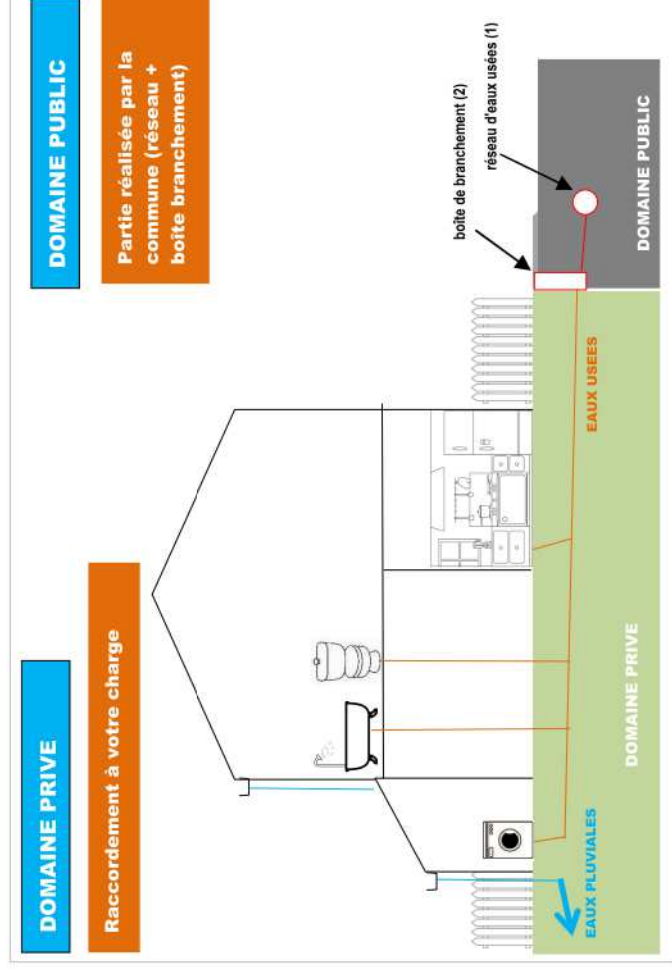 DOMAINE PRIVE
Raccordement à votre charge
DOMAINE PUBLIC
Partie réalisée par la
commune (réseau +
boîte branchement)
boîte de branchement (2)
réseau d'eaux usées (1)
EAUX PLUVIALES
DOMAINE PRIVE
EAUX USEES
DOMAINE PUBLIC